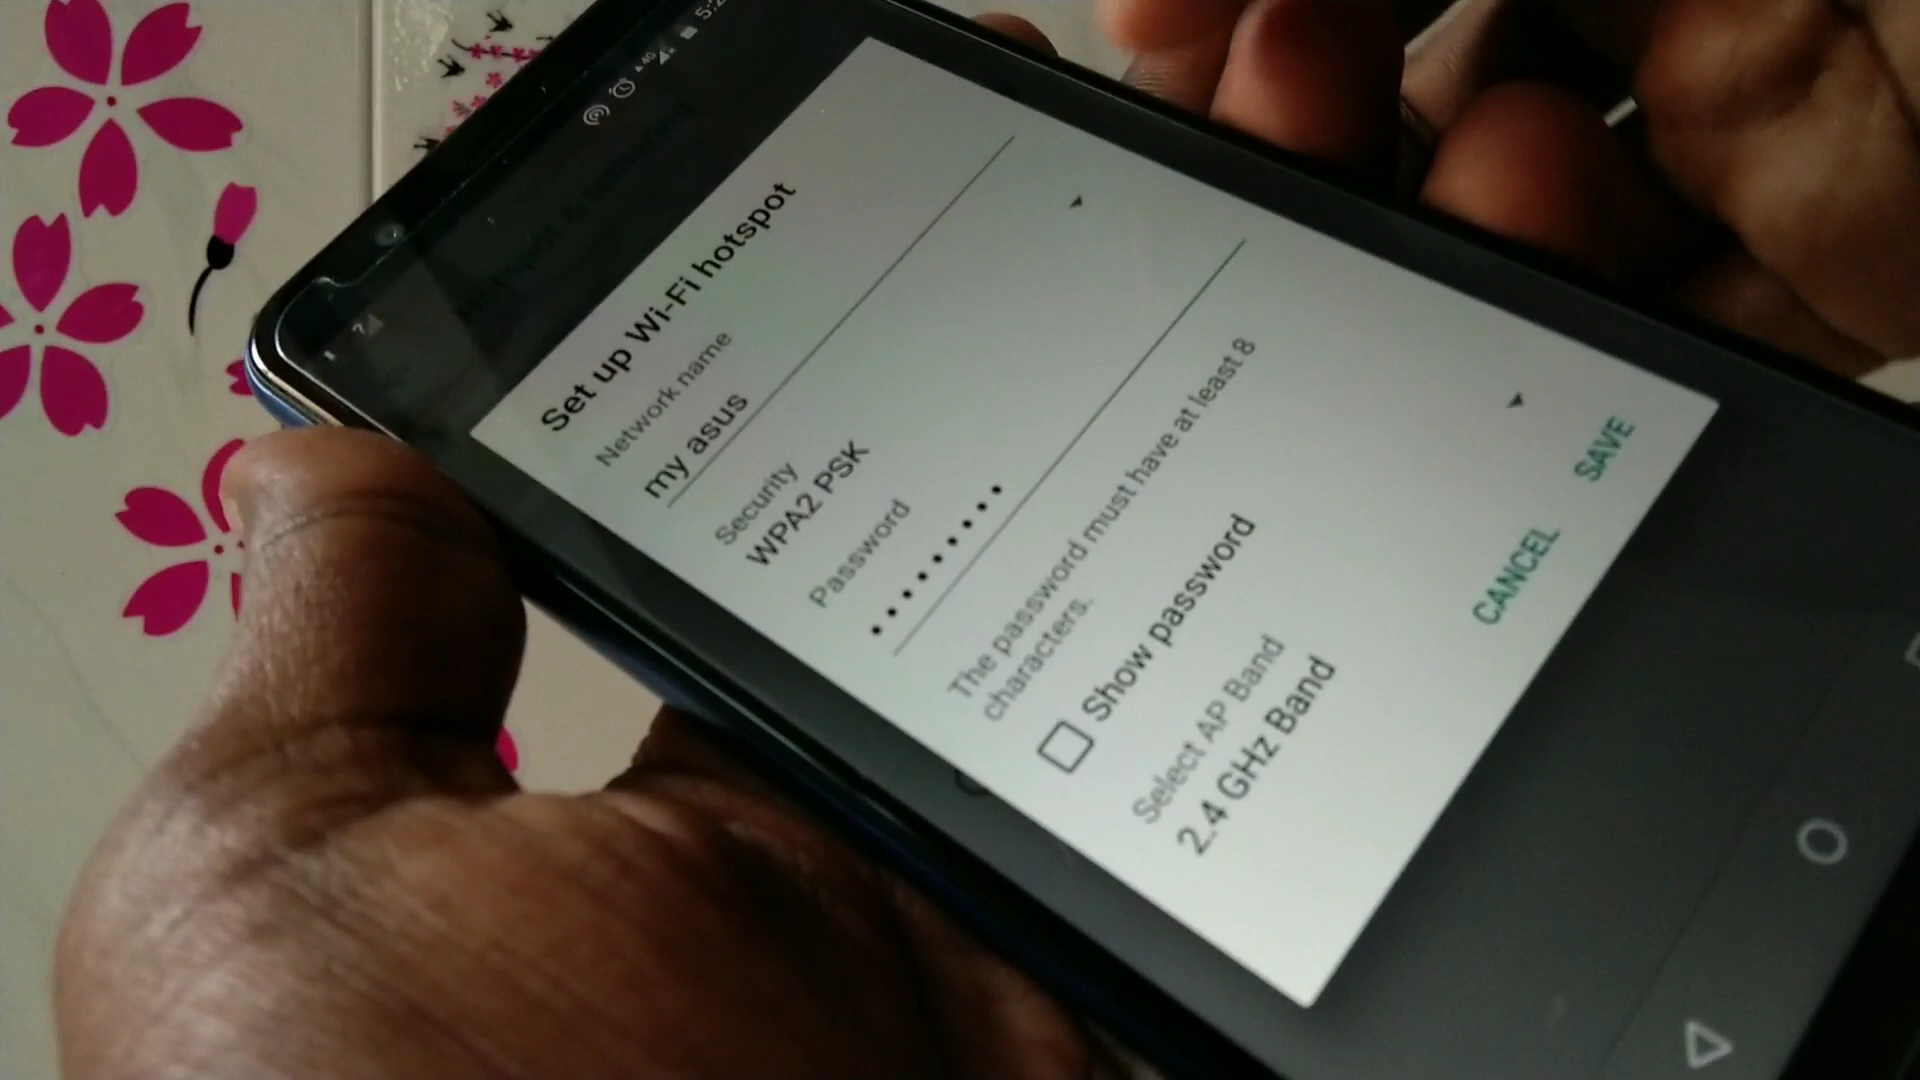 Set up Wi-Fi hotspot
Network name
my asus
Security
WPA2 PSK
Password
••••••••••
The password must have at least 8
characters.
Show password
Select AP Band
2.4 GHz Band
CANCEL SAVE